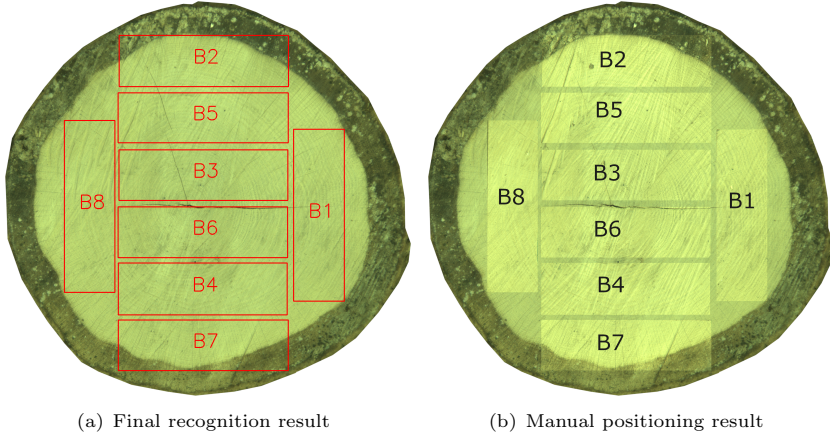 B2
B5
B3
B8
B1
B6
B4
B7
B2
B5
B3
B8
B1
B6
B4
B7
(a) Final recognition result
(b) Manual positioning result